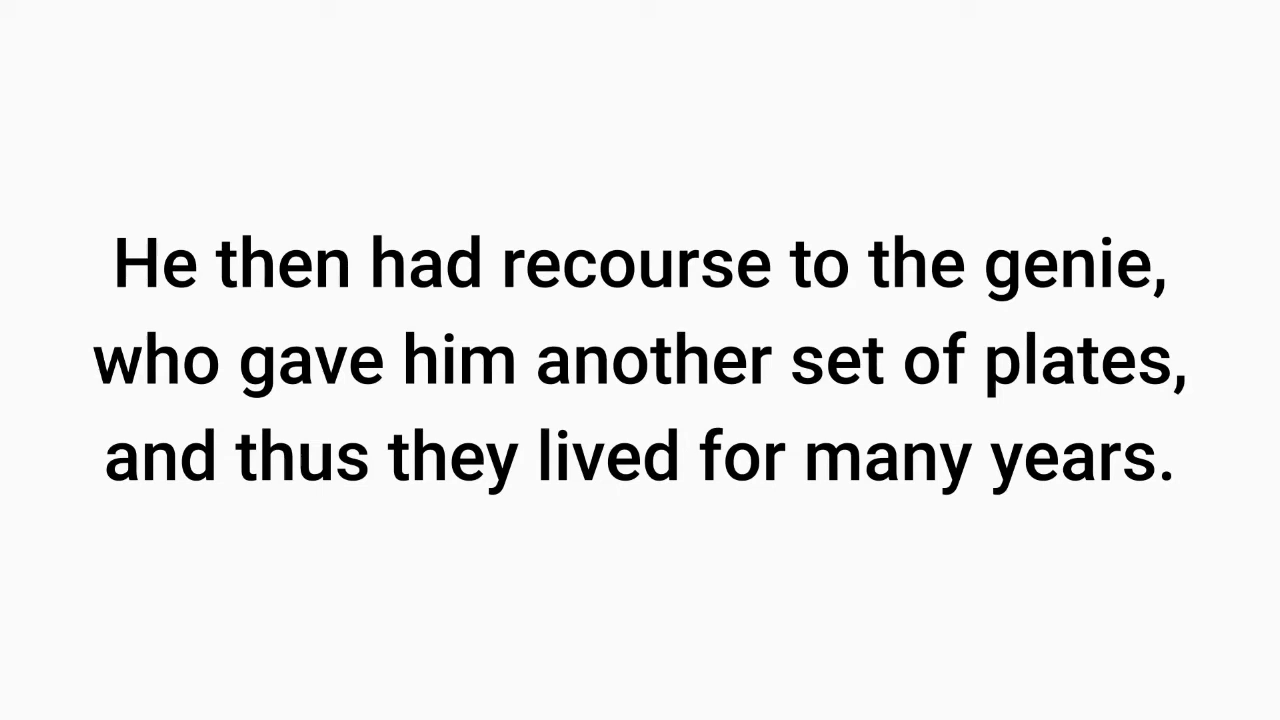 He then had recourse to the genie,
who gave him another set of plates,
and thus they lived for many years.